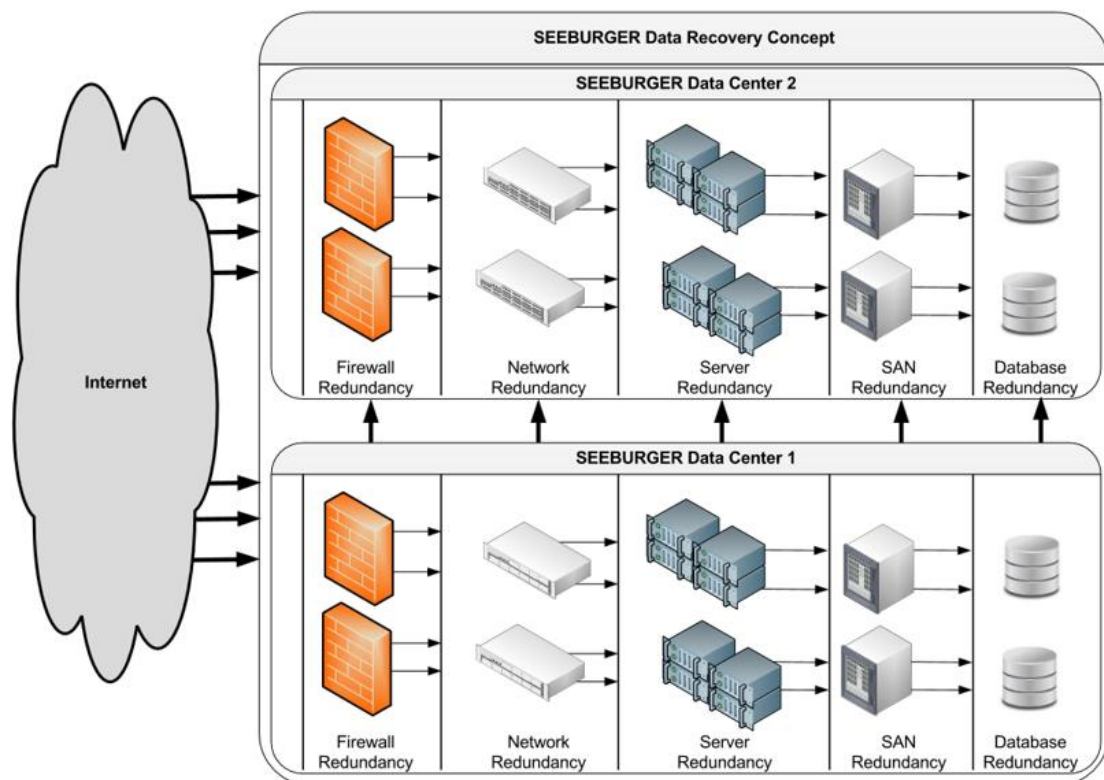 SEEBURGER Data Recovery Concept
SEEBURGER Data Center 2
Internet
Firewall
Redundancy
Network
Redundancy
Server
Redundancy
SAN
Redundancy
Database
Redundancy
SEEBURGER Data Center 1
Firewall
Redundancy
Network
Redundancy
Server
Redundancy
SAN
Redundancy
Database
Redundancy